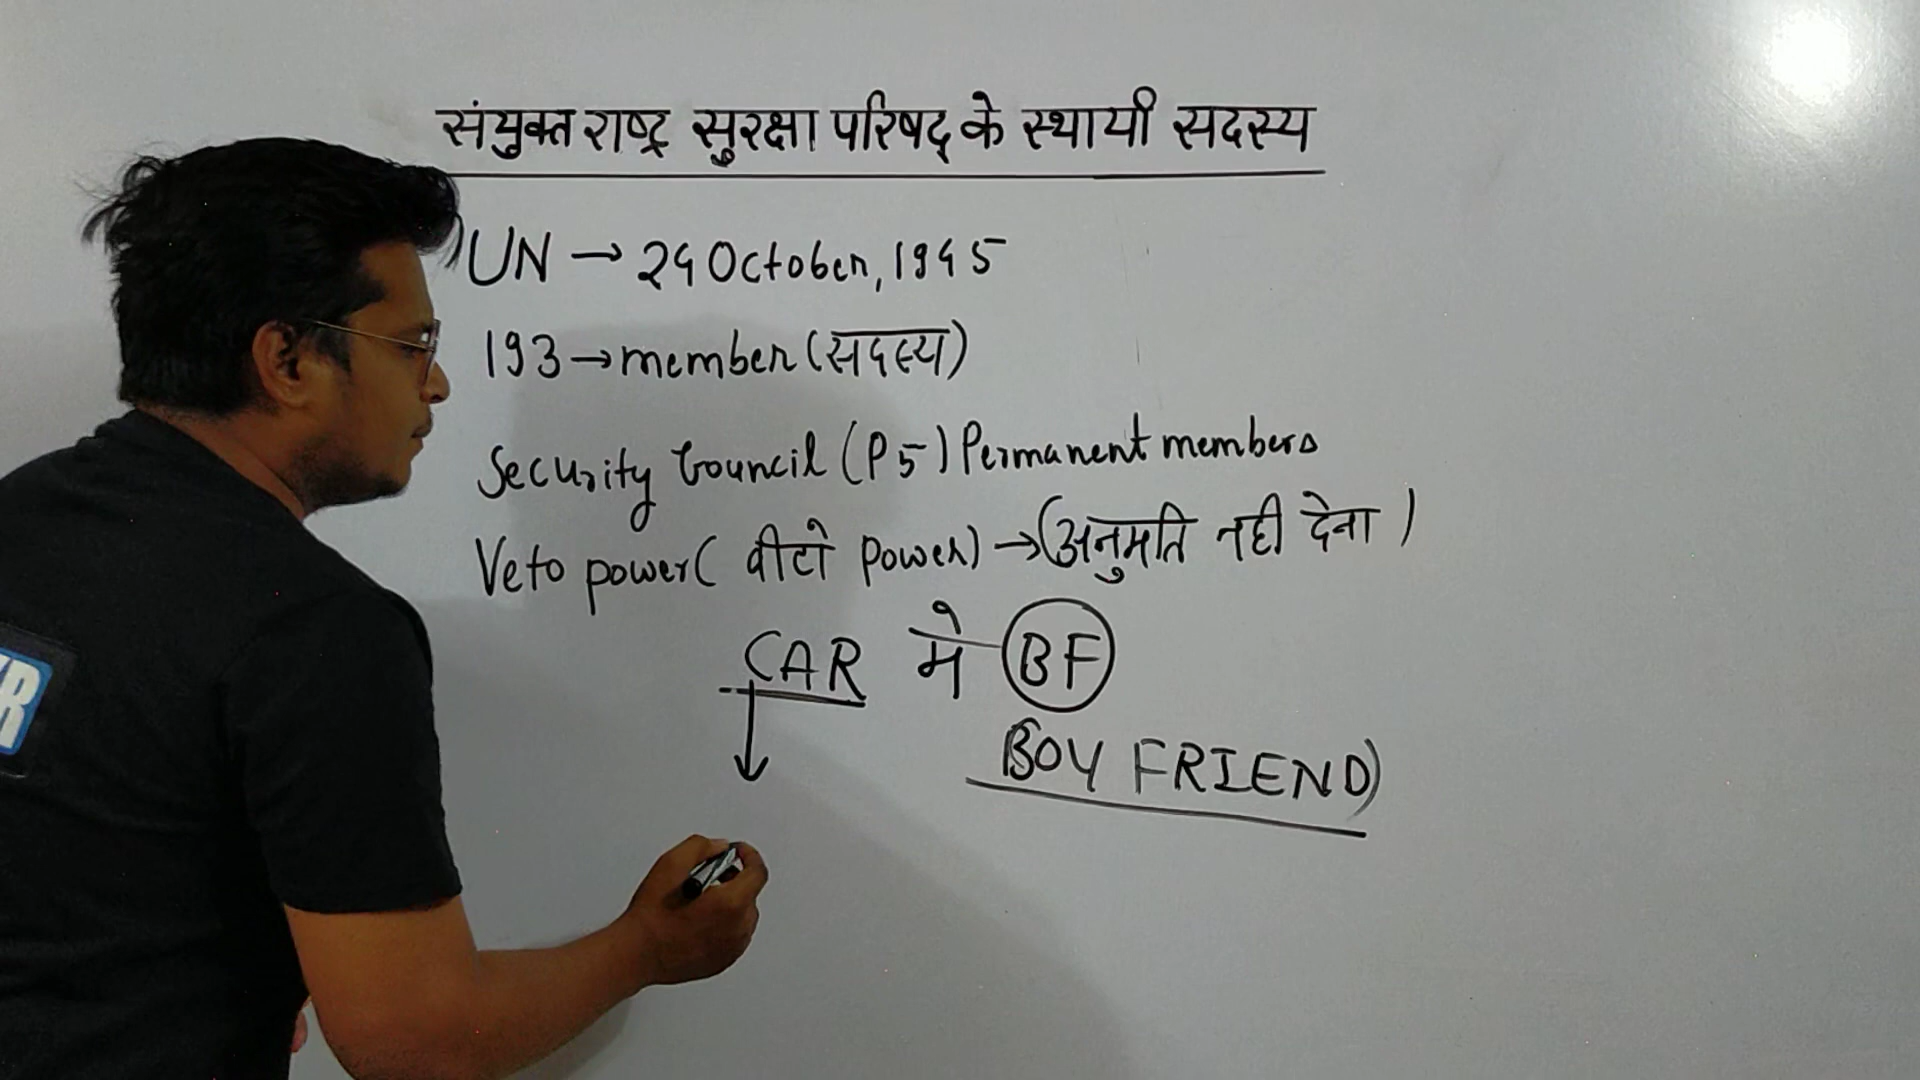 संयुक्त राष्ट्र सुरक्षा परिषद् के स्थायी सदस्य
UN → 24 October, 1945
193 → member (सदस्य)
Security Council (P5) Permanent members
Veto power ( वीटो power) → (अनुमति नही देना )
CAR मे BF
BOY FRIEND)
R